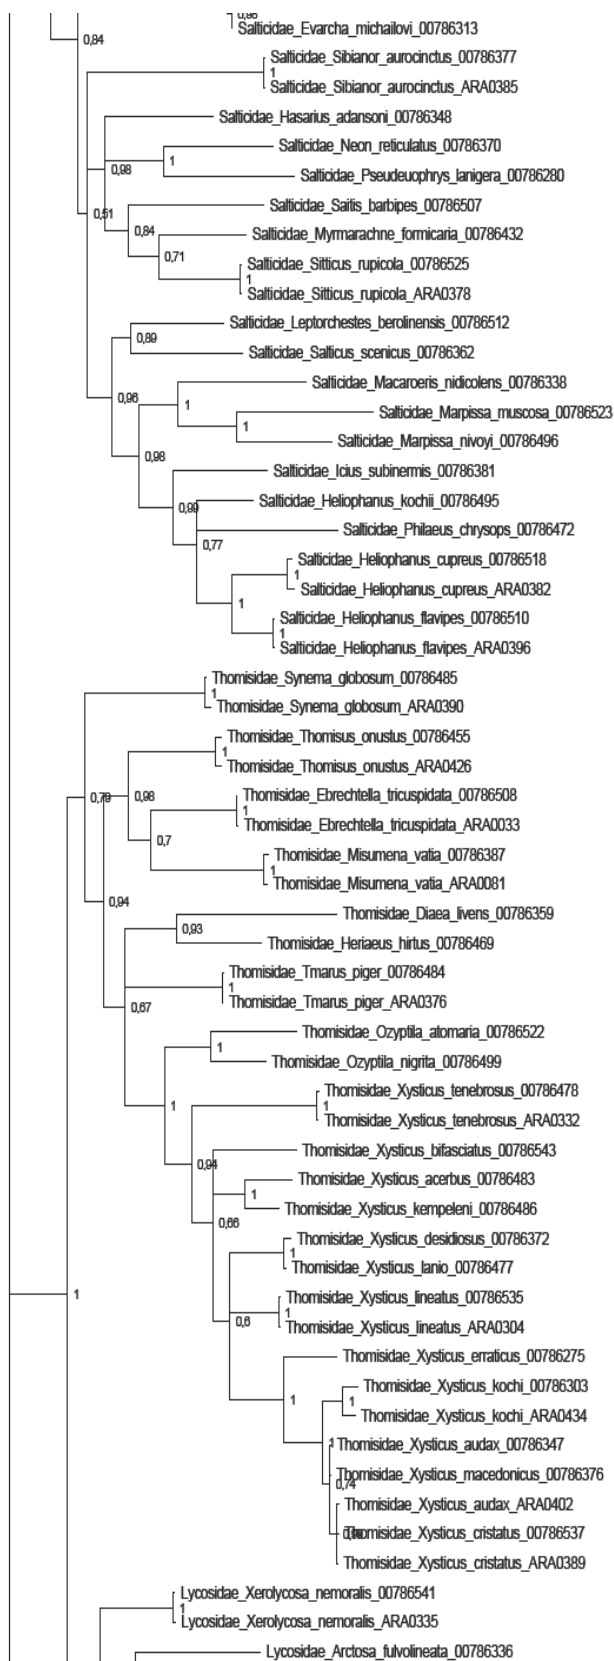 0,96
Salticidae_Evarcha_michailovi_00786313
0,84
Salticidae_Sibianor_aurocinctus_00786377
1
Salticidae_Sibianor_aurocinctus_ARA0385
Salticidae_Hasarius_adansoni_00786348
Salticidae_Neon_reticulatus_00786370
0,98
1
Salticidae_Pseudeuophrys_lanigera_00786280
Salticidae_Saitis_barbipes_00786507
0,51
0,84
Salticidae_Myrmarachne_formicaria_00786432
0,71
Salticidae_Sitticus_rupicola_00786525
1
Salticidae_Sitticus_rupicola_ARA0378
Salticidae_Leptorchestes_berolinensis_00786512
0,89
Salticidae_Salticus_scenicus_00786362
Salticidae_Macaroeris_nidicolens_00786338
0,96
1
Salticidae_Marpissa_muscosa_00786523
1
Salticidae_Marpissa_nivoyi_00786496
0,98
Salticidae_Icius_subinermis_00786381
Salticidae_Heliophanus_kochii_00786495
0,99
Salticidae_Philaeus_chrysops_00786472
0,77
Salticidae_Heliophanus_cupreus_00786518
1
Salticidae_Heliophanus_cupreus_ARA0382
1
Salticidae_Heliophanus_flavipes_00786510
1
Salticidae_Heliophanus_flavipes_ARA0396
Thomisidae_Synema_globosum_00786485
1
Thomisidae_Synema_globosum_ARA0390
Thomisidae_Thomisus_onustus_00786455
1
Thomisidae_Thomisus_onustus_ARA0426
0,79
0,98
Thomisidae_Ebrechtella_tricuspidata_00786508
1
Thomisidae_Ebrechtella_tricuspidata_ARA0033
0,7
Thomisidae_Misumena_vatia_00786387
1
Thomisidae_Misumena_vatia_ARA0081
0,94
Thomisidae_Diaea_livens_00786359
0,93
Thomisidae_Heriaeus_hirtus_00786469
Thomisidae_Tmarus_piger_00786484
1
Thomisidae_Tmarus_piger_ARA0376
0,67
Thomisidae_Ozyptila_atomaria_00786522
1
Thomisidae_Ozyptila_nigrita_00786499
Thomisidae_Xysticus_tenebrosus_00786478
1
1
Thomisidae_Xysticus_tenebrosus_ARA0332
Thomisidae_Xysticus_bifasciatus_00786543
0,94
Thomisidae_Xysticus_acerbus_00786483
1
Thomisidae_Xysticus_kempeleni_00786486
0,66
Thomisidae_Xysticus_desidiosus_00786372
1
Thomisidae_Xysticus_lanio_00786477
1
Thomisidae_Xysticus_lineatus_00786535
1
0,6
Thomisidae_Xysticus_lineatus_ARA0304
Thomisidae_Xysticus_erraticus_00786275
Thomisidae_Xysticus_kochi_00786303
1
1
Thomisidae_Xysticus_kochi_ARA0434
1
Thomisidae_Xysticus_audax_00786347
Thomisidae_Xysticus_macedonicus_00786376
0,74
Thomisidae_Xysticus_audax_ARA0402
Thomisidae_Xysticus_cristatus_00786537
Thomisidae_Xysticus_cristatus_ARA0389
Lycosidae_Xerolycosa_nemoralis_00786541
1
Lycosidae_Xerolycosa_nemoralis_ARA0335
Lycosidae_Arctosa_fulvolineata_00786336